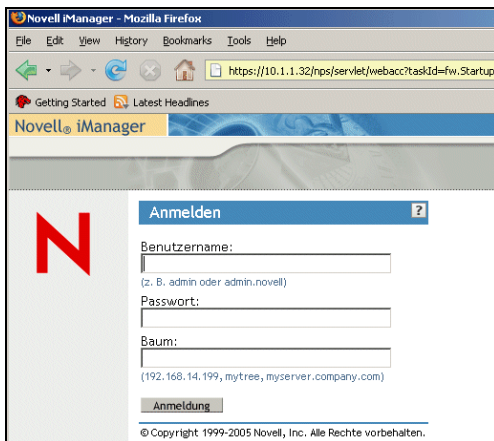 Novell iManager - Mozilla Firefox
File Edit View History Bookmarks Tools Help
https://10.1.1.32/nps/servlet/webacc?taskId=fw.Startup
Getting Started Latest Headlines
Novell® iManager
N
Anmelden ?
Benutzername:
(z. B. admin oder admin.novell)
Passwort:
Baum:
(192.168.14.199, mytree, myserver.company.com)
Anmeldung
© Copyright 1999-2005 Novell, Inc. Alle Rechte vorbehalten.